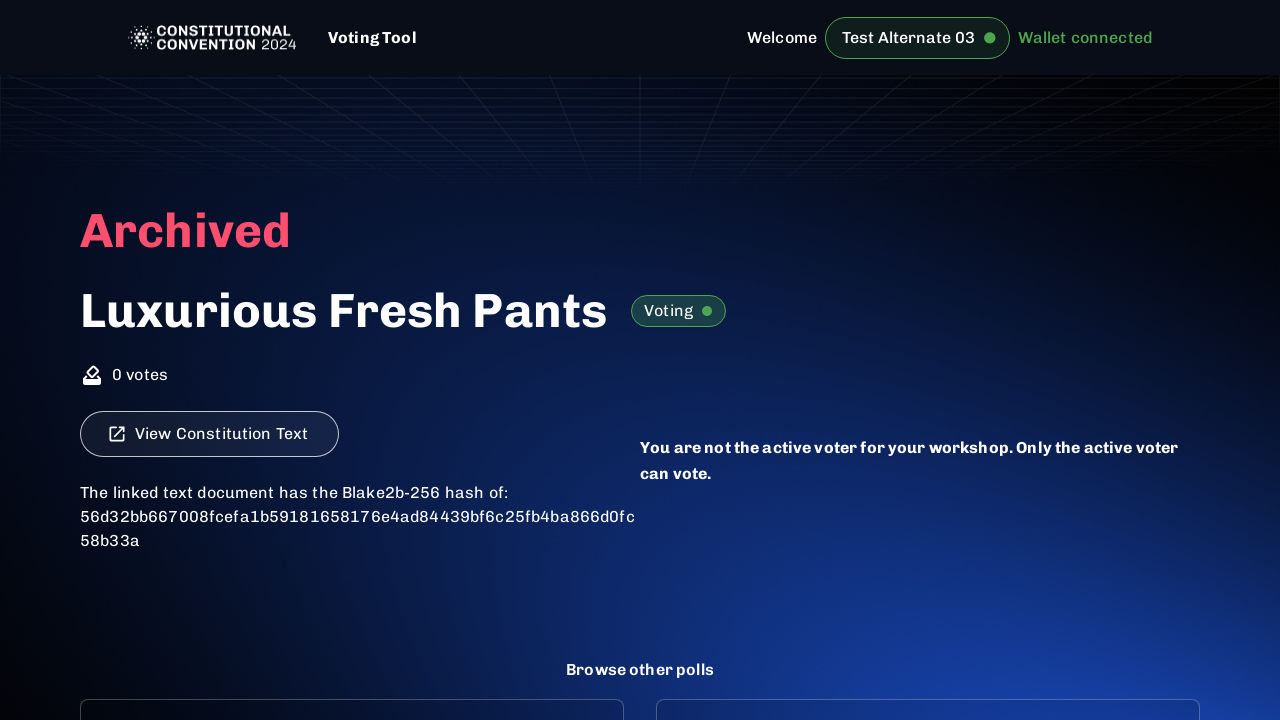 CONSTITUTIONAL
CONVENTION 2024
Voting Tool
Welcome
Test Alternate 03
Wallet connected
Archived
Luxurious Fresh Pants
Voting
0 votes
View Constitution Text
You are not the active voter for your workshop. Only the active voter
can vote.
The linked text document has the Blake2b-256 hash of:
56d32bb667008fcefa1b59181658176e4ad84439bf6c25fb4ba866d0fc
58b33a
Browse other polls